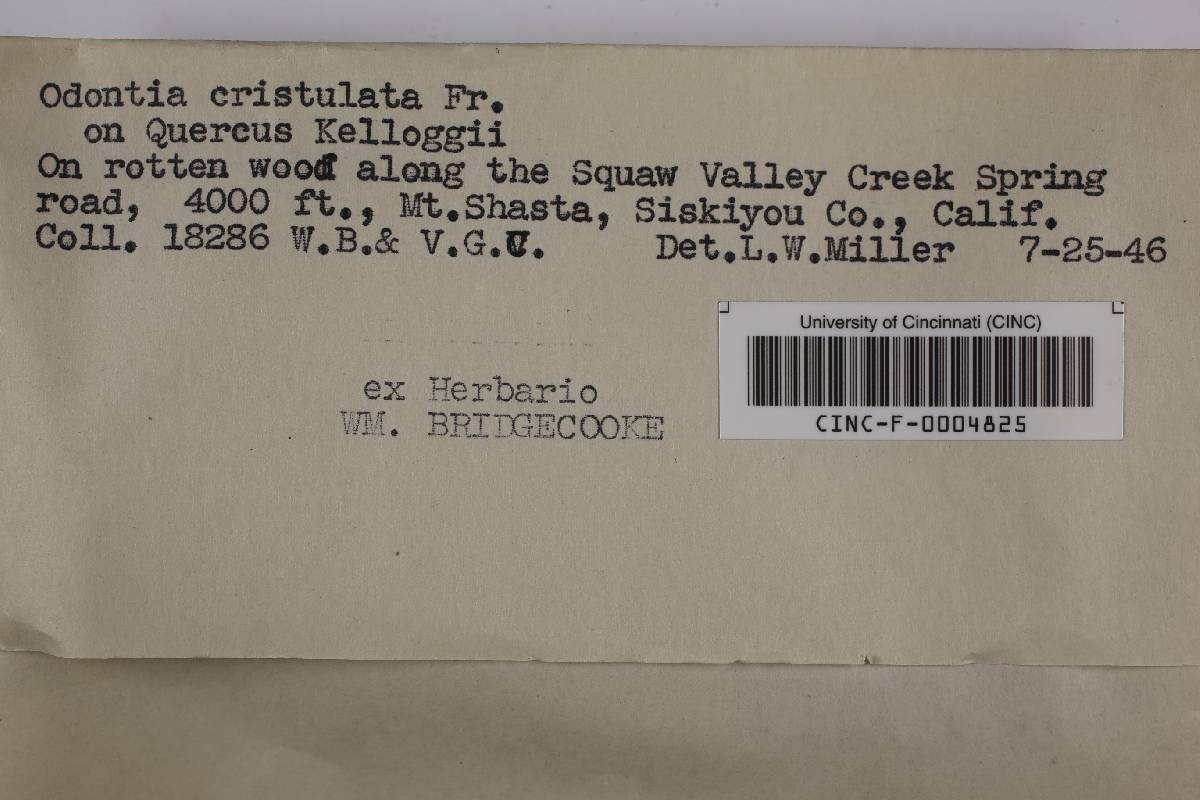 Odontia cristulata Fr.
on Quercus Kelloggii
On rotten wood along the Squaw Valley Creek Spring
road, 4000 ft., Mt.Shasta, Siskiyou Co., Calif.
Coll. 18286 W.B.& V.G.C. Det.L.W.Miller 7-25-46
University of Cincinnati (CINC)
CINC-F-0004825
ex Herbario
WM. BRIDGECOOKE